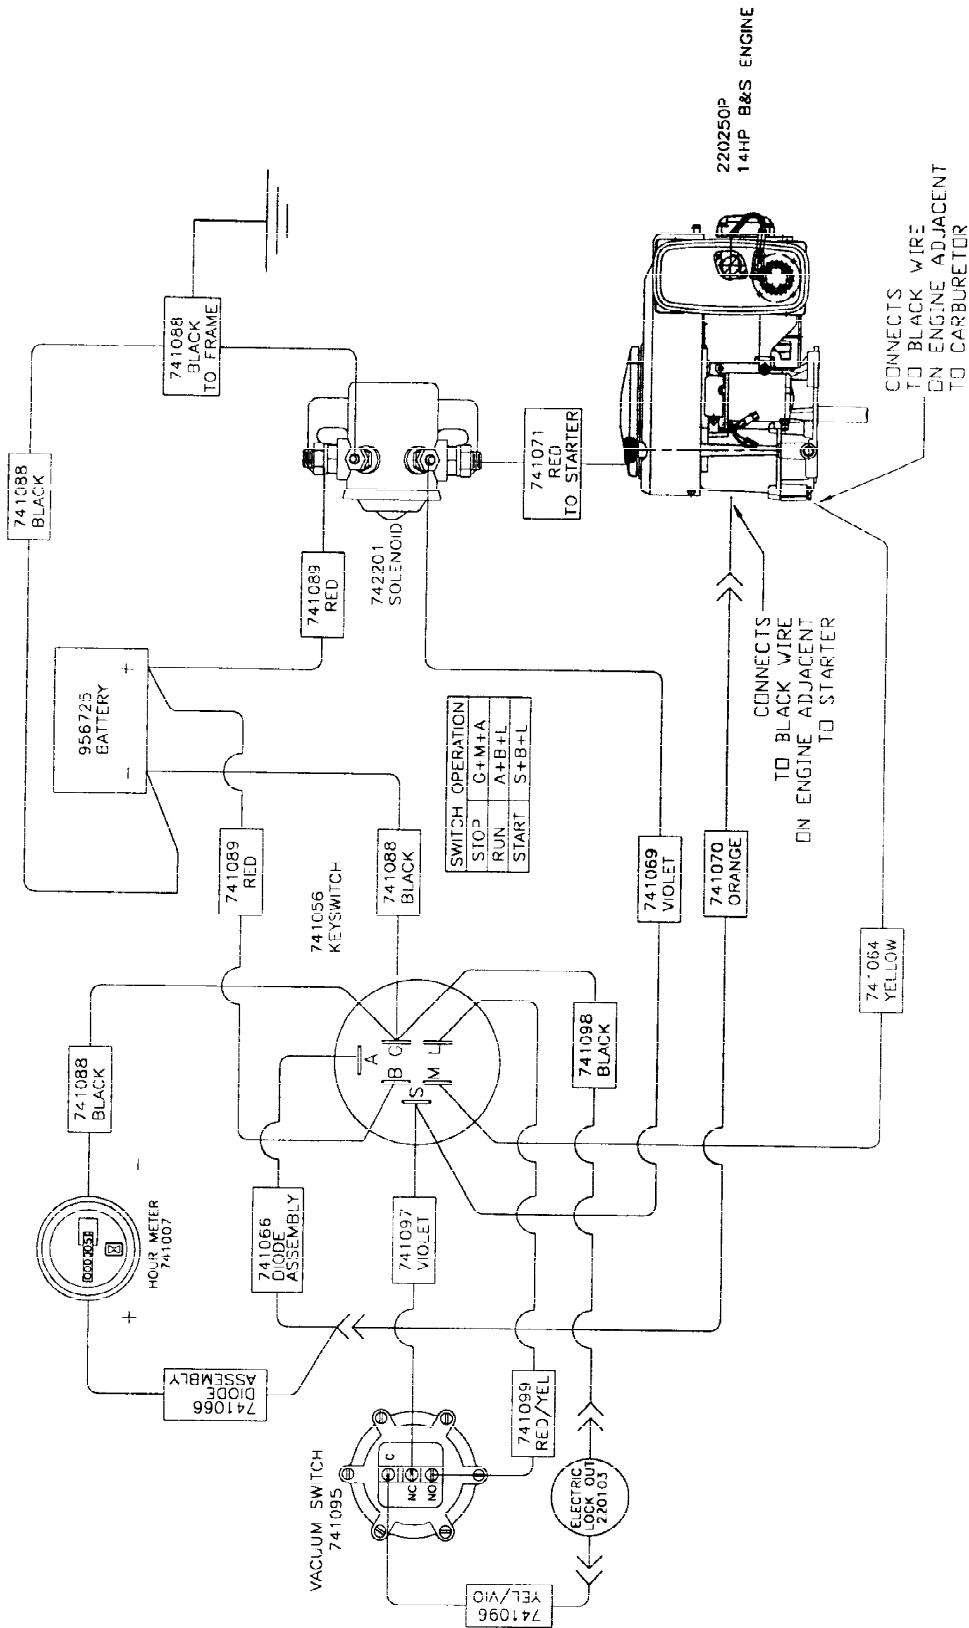 220250P
14HP B&S ENGINE
741088
BLACK
TO FRAME
741088
BLACK
CONNECTS
TO BLACK WIRE
ON ENGINE ADJACENT
TO CARBURETOR
741071
RED
TO STARTER
742201
SOLENOID
741089
RED
956725
BATTERY
+
-
CONNECTS
TO BLACK WIRE
ON ENGINE ADJACENT
TO STARTER
SWITCH OPERATION
STOP G+M+A
RUN A+B+L
START S+B+L
741089
RED
741056
KEYSWITCH
741088
BLACK
741069
VIOLET
741070
ORANGE
741064
YELLOW
741088
BLACK
A
B G
S M L
741098
BLACK
-
HOUR METER
741007
+
741066
DIODE
ASSEMBLY
741097
VIOLET
741066
DIODE
ASSEMBLY
741099
RED/YEL
VACUUM SWITCH
741095
C
NC
NO
ELECTRIC
LOCK OUT
220103
741096
YEL/VIO